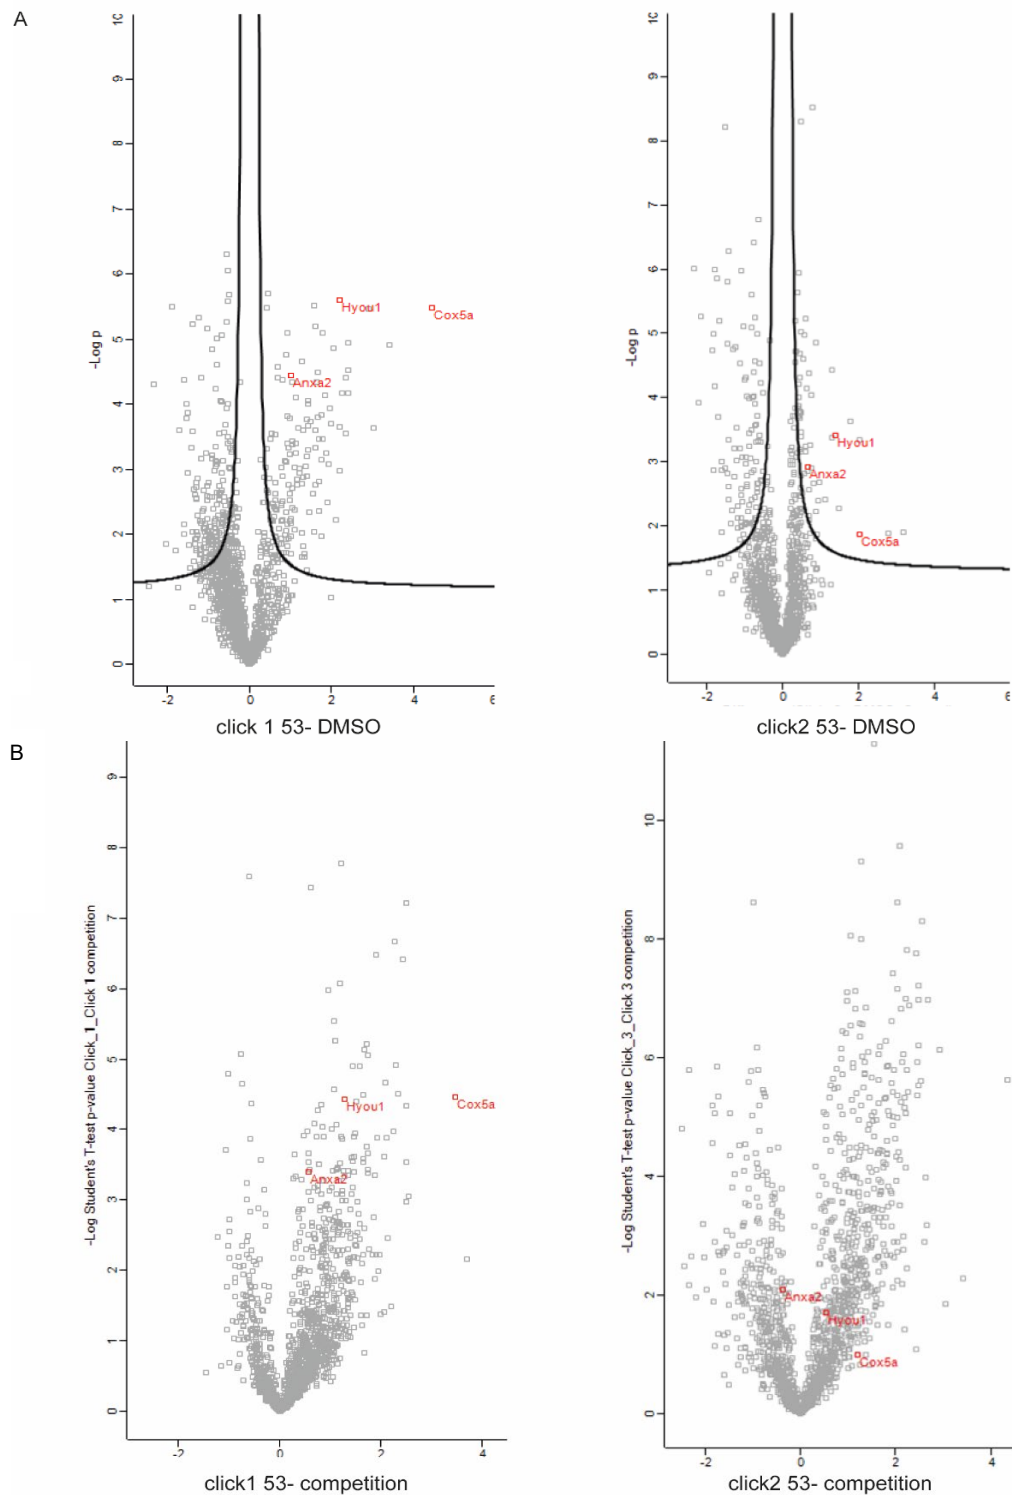 A
-Log p
10
9
8
7
6
5
4
3
2
1
0
Hyou1
Cox5a
Anxa2
-2
0
2
4
6
click 1 53- DMSO
-Log p
10
9
8
7
6
5
4
3
2
1
0
Hyou1
Anxa2
Cox5a
-2
0
2
4
6
click2 53- DMSO
B
-Log Student's T-test p-value Click_1_Click 1 competition
9
8
7
6
5
4
3
2
1
0
Hyou1
Cox5a
Anxa2
-2
0
2
4
click1 53- competition
-Log Student's T-test p-value Click_3_Click 3 competition
10
8
6
4
2
0
Anxa2
Hyou1
Cox5a
-2
0
2
4
click2 53- competition